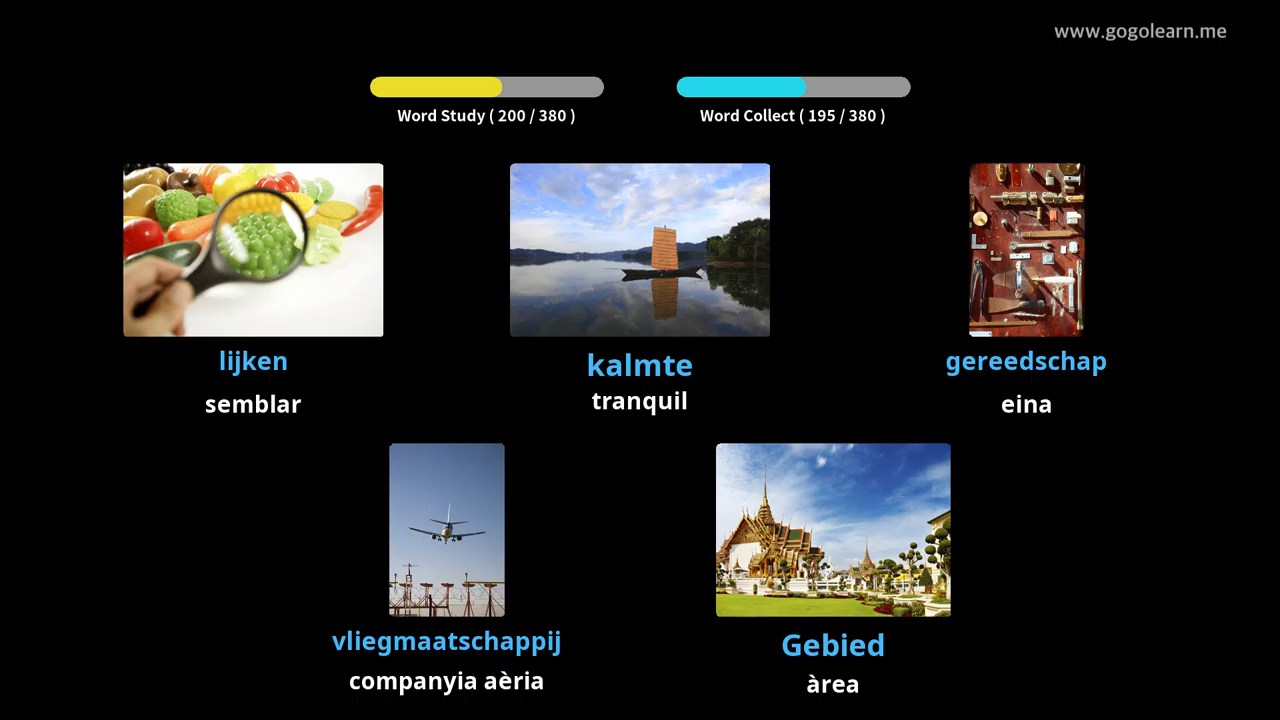 www.gogolearn.me
Word Study ( 200 / 380 )
Word Collect ( 195 / 380 )
lijken
kalmte
gereedschap
semblar
tranquil
eina
vliegmaatschappij
Gebied
companyia aèria
àrea